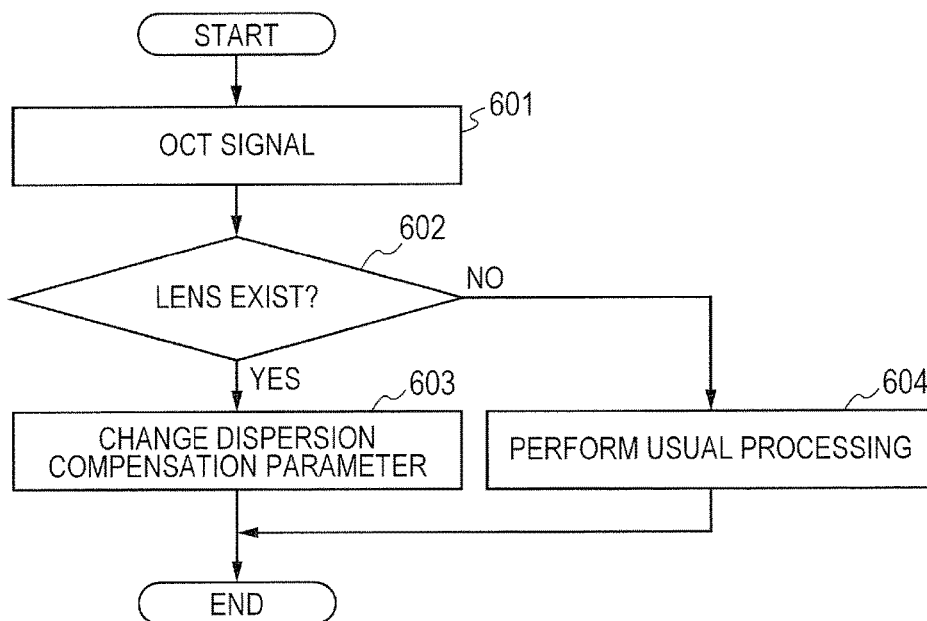 START
601
OCT SIGNAL
602
LENS EXIST?
NO
YES
603
604
CHANGE DISPERSION
COMPENSATION PARAMETER
PERFORM USUAL PROCESSING
END